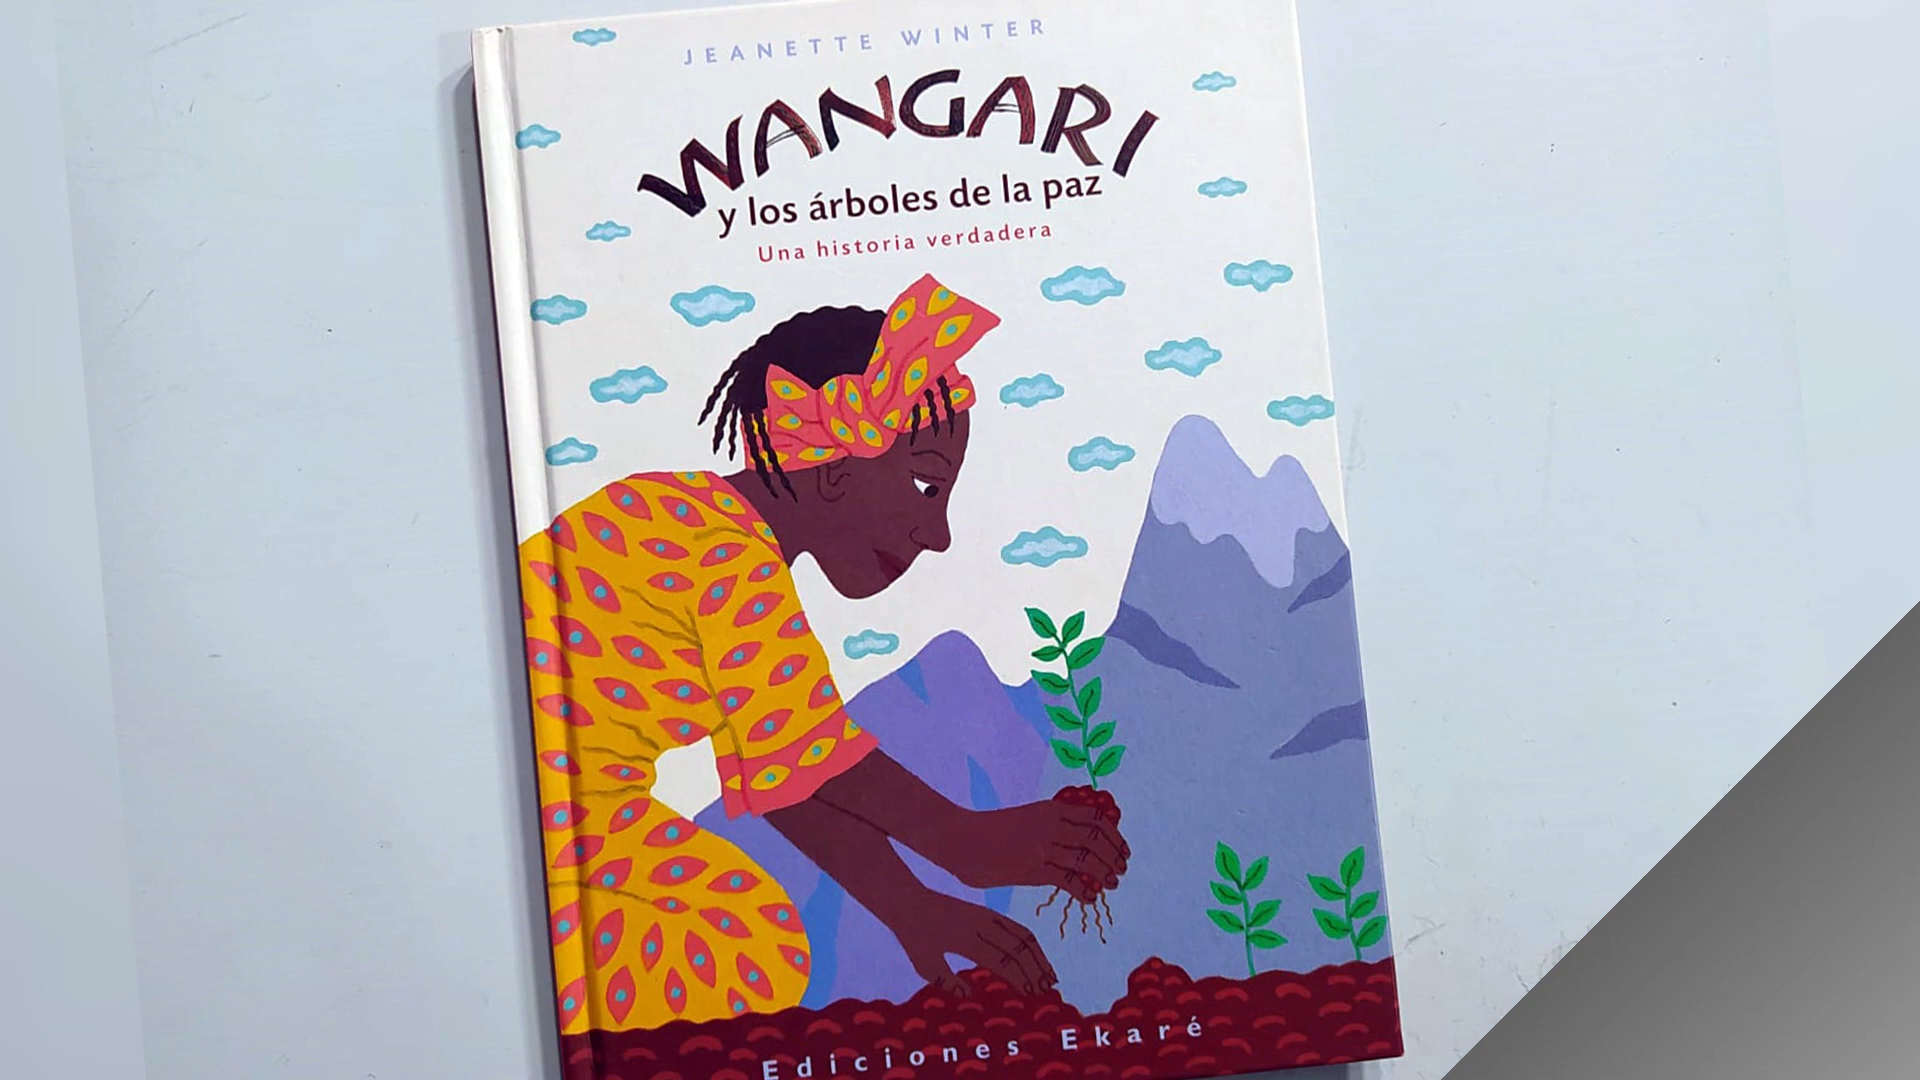 JEANETTE WINTER
WANGARI
y los árboles de la paz
Una historia verdadera
Ediciones Ekaré